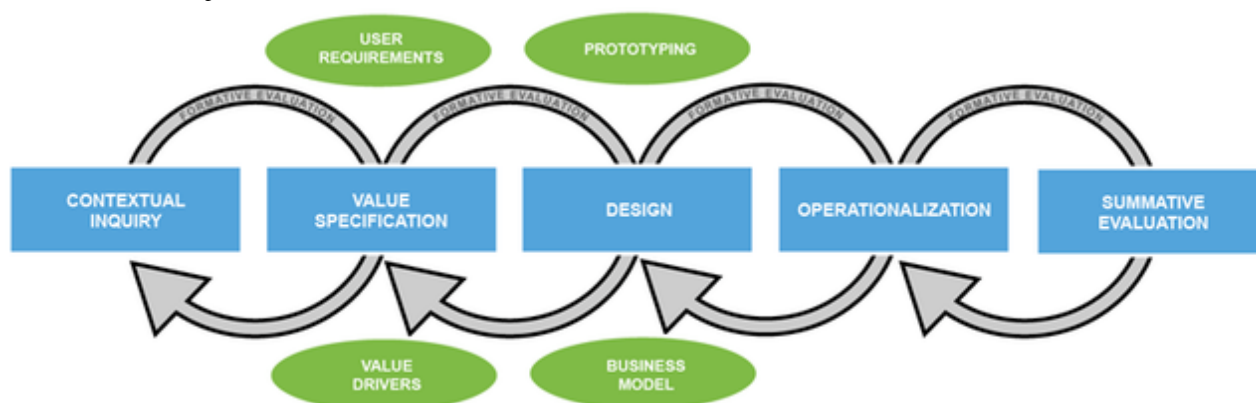 USER
REQUIREMENTS
PROTOTYPING
FORMATIVE EVALUATION
FORMATIVE EVALUATION
FORMATIVE EVALUATION
FORMATIVE EVALUATION
CONTEXTUAL
INQUIRY
VALUE
SPECIFICATION
DESIGN
OPERATIONALIZATION
SUMMATIVE
EVALUATION
VALUE
DRIVERS
BUSINESS
MODEL